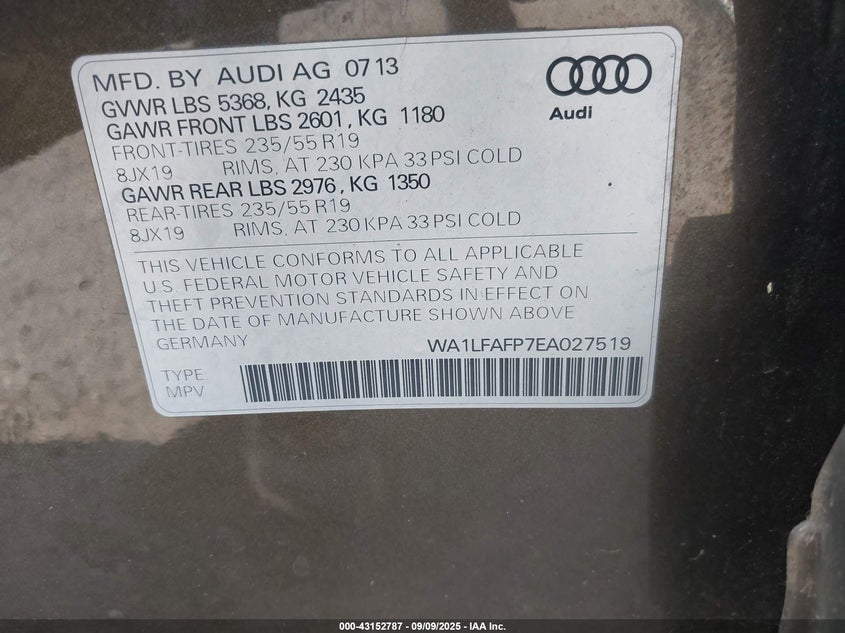 MFD. BY AUDI AG 07 13
GVWR LBS 5368, KG 2435
GAWR FRONT LBS 2601, KG 1180
FRONT-TIRES 235/55 R19
8JX19 RIMS, AT 230 KPA 33 PSI COLD
GAWR REAR LBS 2976, KG 1350
REAR-TIRES 235/55 R19
8JX19 RIMS, AT 230 KPA 33 PSI COLD
Audi
THIS VEHICLE CONFORMS TO ALL APPLICABLE
U.S. FEDERAL MOTOR VEHICLE SAFETY AND
THEFT PREVENTION STANDARDS IN EFFECT ON
THE DATE OF MANUFACTURE SHOWN ABOVE
GERMANY WA1LFAFP7EA027519
TYPE
MPV
000-43152787 - 09/09/2025 - IAA Inc.